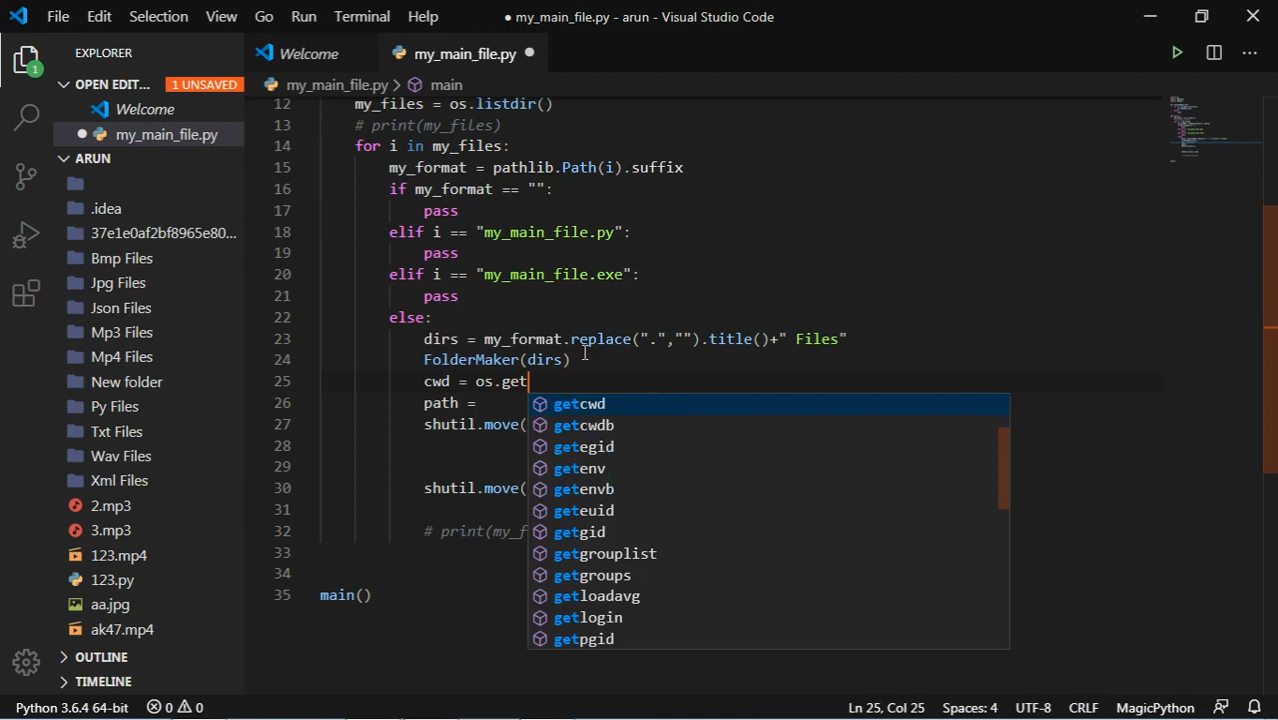 File Edit Selection View Go Run Terminal Help
● my_main_file.py - arun - Visual Studio Code
EXPLORER
Welcome
my_main_file.py ●
OPEN EDIT... 1 UNSAVED
Welcome
● my_main_file.py
my_main_file.py > main
ARUN
.idea
37e1e0af2bf8965e80...
Bmp Files
Jpg Files
Json Files
Mp3 Files
Mp4 Files
New folder
Py Files
Txt Files
Wav Files
Xml Files
2.mp3
3.mp3
123.mp4
123.py
aa.jpg
ak47.mp4
OUTLINE
TIMELINE
1
12 my_files = os.listdir()
13 # print(my_files)
14 for i in my_files:
15 my_format = pathlib.Path(i).suffix
16 if my_format == "":
17 pass
18 elif i == "my_main_file.py":
19 pass
20 elif i == "my_main_file.exe":
21 pass
22 else:
23 dirs = my_format.replace(".","").title()+" Files"
24 FolderMaker(dirs)
25 cwd = os.get
26 path =
27 shutil.move(
28
29
30 shutil.move(
31
32 # print(my_f
33
34
35 main()
getcwd
getcwdb
getegid
getenv
getenvb
geteuid
getgid
getgrouplist
getgroups
getloadavg
getlogin
getpgid
Python 3.6.4 64-bit 0 0 Ln 25, Col 25 Spaces: 4 UTF-8 CRLF MagicPython